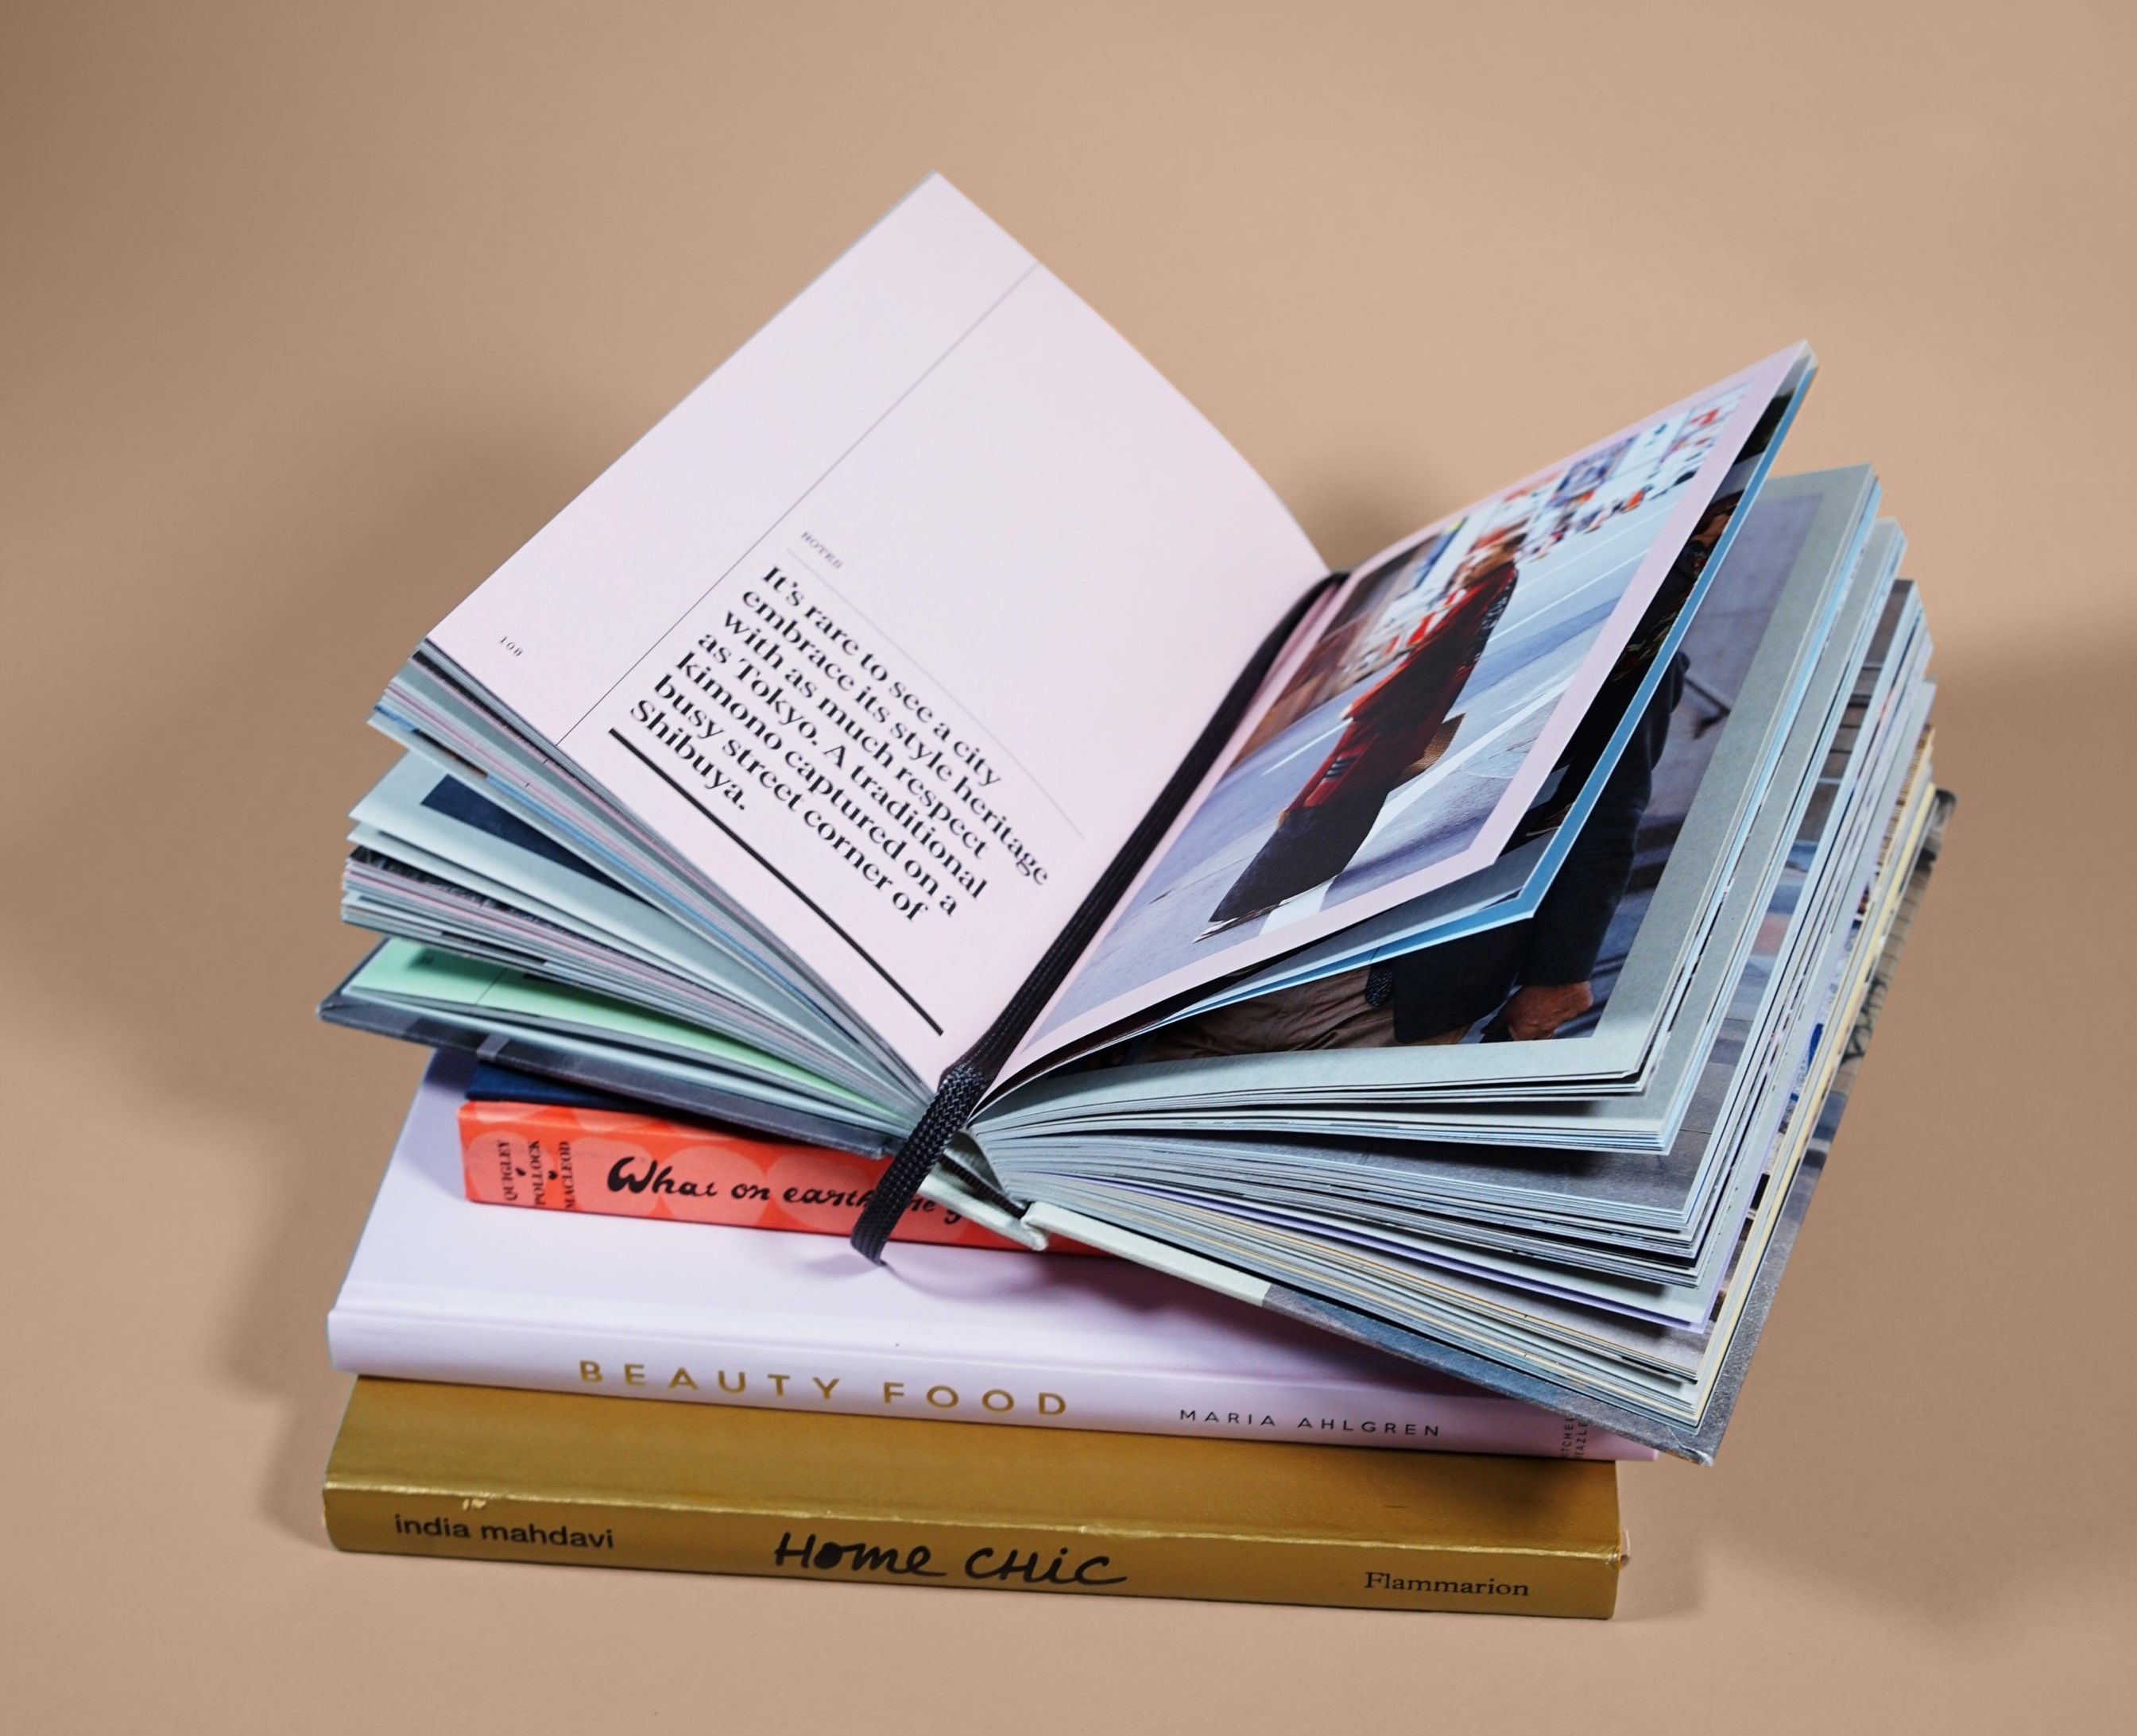 NOTES
It's rare to see a city
embrace its style heritage
with as much respect
as Tokyo. A traditional
kimono captured on a
busy street corner of
Shibuya.
108
QUIGLEY
POLLOCK
MACLEOD
What on earth
BEAUTY FOOD
MARIA AHLGREN
india mahdavi
Home CHiC
Flammarion